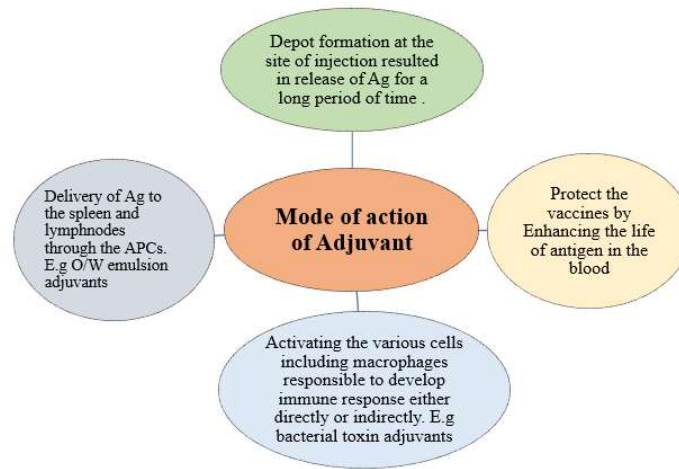 Depot formation at the
site of injection resulted
in release of Ag for a
long period of time .
Delivery of Ag to
the spleen and
lymphnodes
through the APCs.
E.g O/W emulsion
adjuvants
Mode of action
of Adjuvant
Protect the
vaccines by
Enhancing the life
of antigen in the
blood
Activating the various cells
including macrophages
responsible to develop
immune response either
directly or indirectly. E.g
bacterial toxin adjuvants